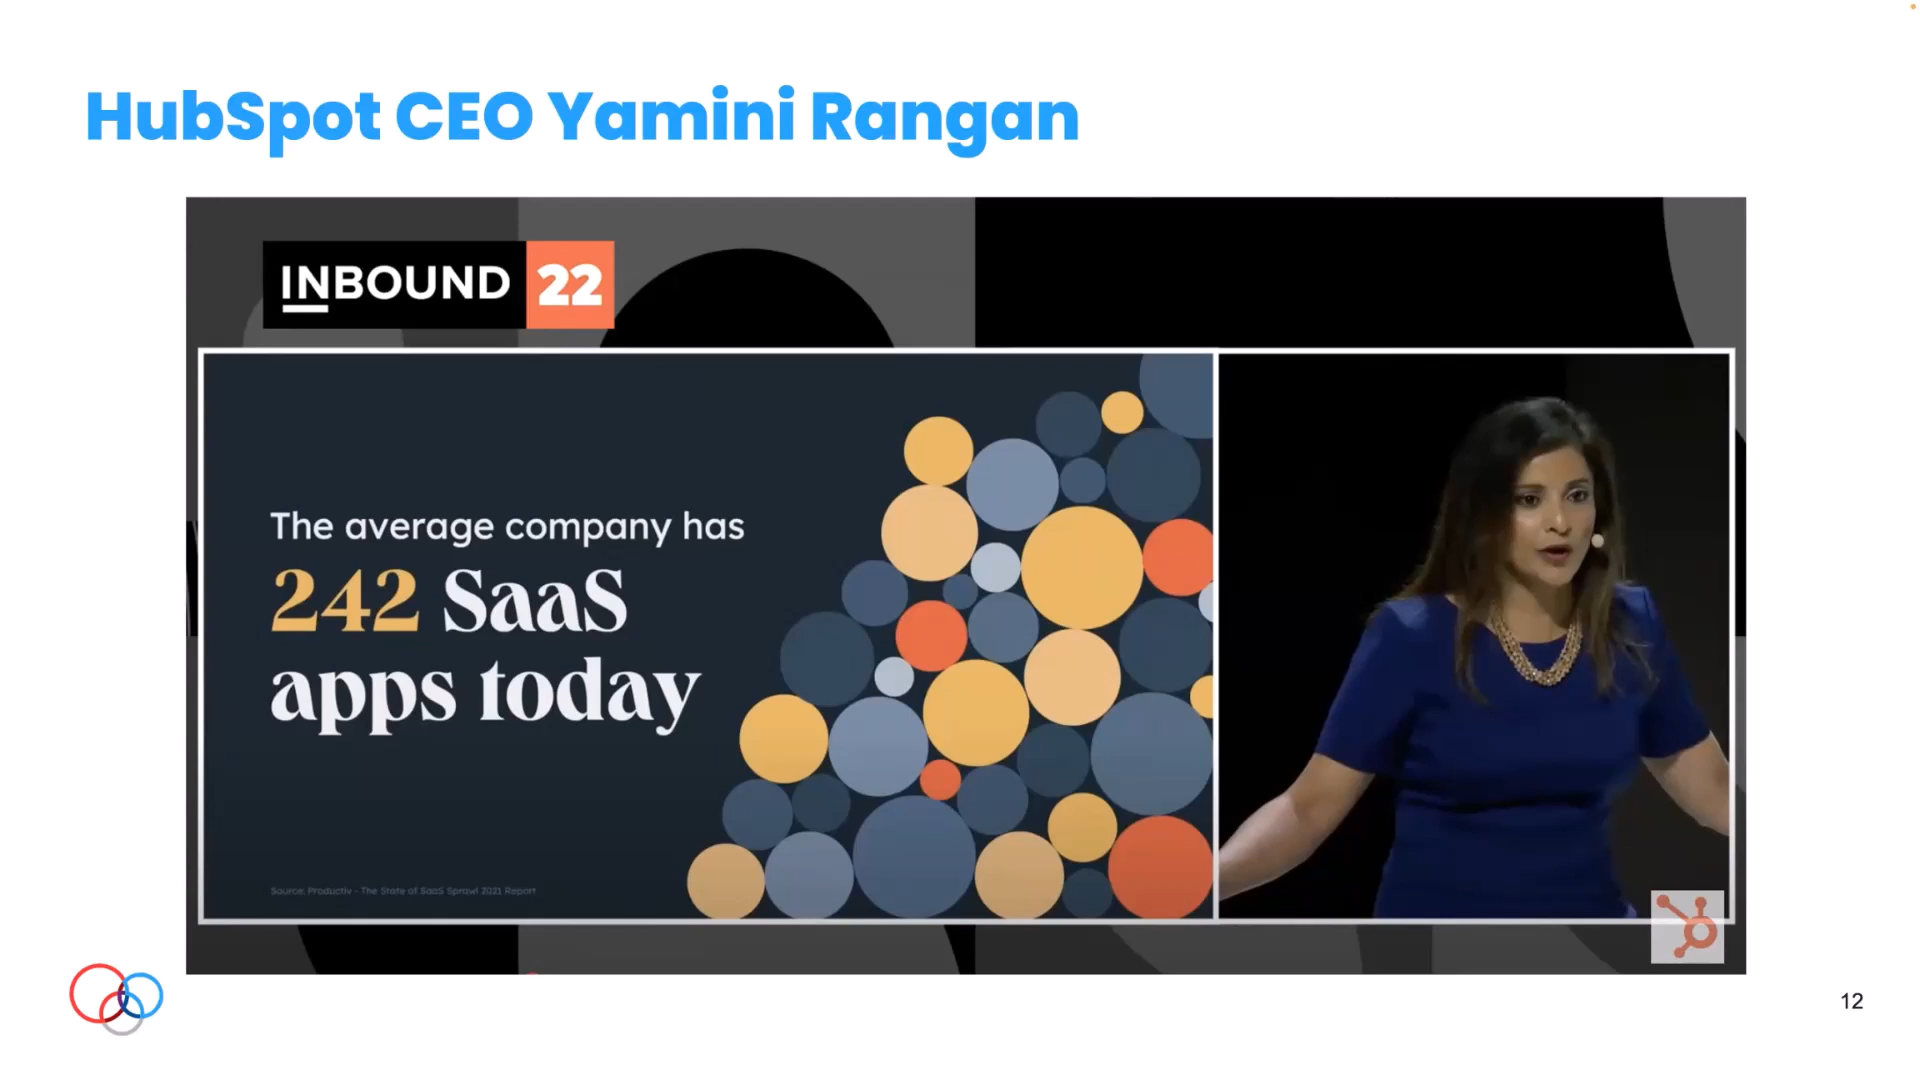 HubSpot CEO Yamini Rangan
INBOUND 22
The average company has
242 SaaS
apps today
Source: Productiv - The State of SaaS Sprawl 2021 Report
12